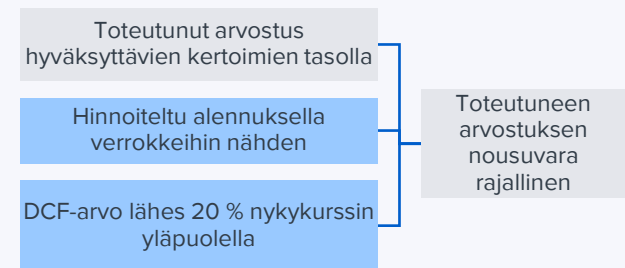 Toteutunut arvostus
hyväksyttävien kertoimien tasolla
Hinnoiteltu alennuksella
verrokkeihin nähden
DCF-arvo lähes 20 % nykykurssin
yläpuolella
Toteutuneen
arvostuksen
nousuvara
rajallinen